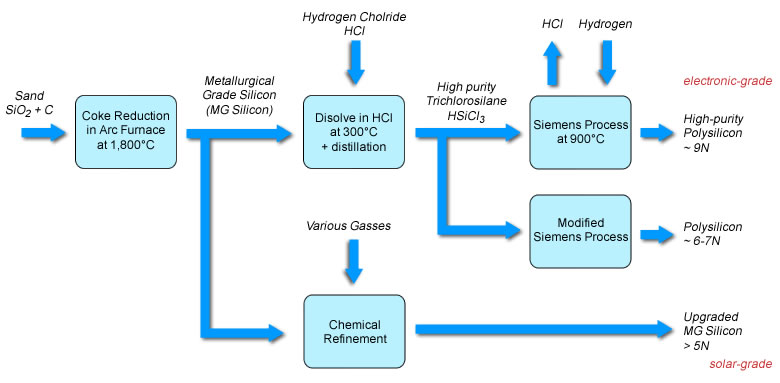 Hydrogen Cholride
HCl
HCl
Hydrogen
Sand
SiO2 + C
Coke Reduction
in Arc Furnace
at 1,800°C
Metallurgical
Grade Silicon
(MG Silicon)
Disolve in HCl
at 300°C
+ distillation
High purity
Trichlorosilane
HSiCl3
Siemens Process
at 900°C
electronic-grade
High-purity
Polysilicon
~ 9N
Modified
Siemens Process
Polysilicon
~ 6-7N
Various Gasses
Chemical
Refinement
Upgraded
MG Silicon
> 5N
solar-grade